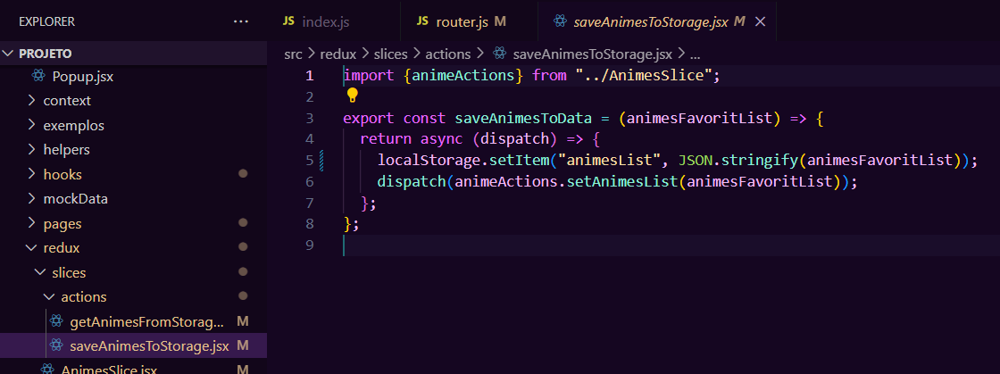 EXPLORER ...
PROJETO
Popup.jsx
context
exemplos
helpers
hooks
mockData
pages
redux
slices
actions
getAnimesFromStorag... M
saveAnimesToStorage.jsx M
AnimesSlice.jsx M
JS index.js
JS router.js M
saveAnimesToStorage.jsx M
src > redux > slices > actions > saveAnimesToStorage.jsx > ...
1 import {animeActions} from "../AnimesSlice";
2
3 export const saveAnimesToData = (animesFavoritList) => {
4 return async (dispatch) => {
5 localStorage.setItem("animesList", JSON.stringify(animesFavoritList));
6 dispatch(animeActions.setAnimesList(animesFavoritList));
7 };
8 };
9